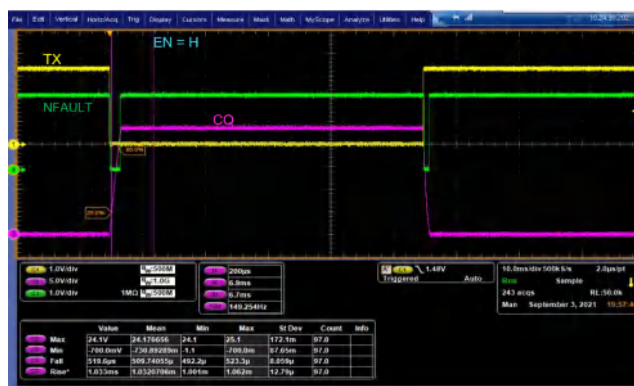 File Edit Vertical Horiz/Acq Trig Display Cursors Measure Mask Math MyScope Analyze Utilities Help
EN = H
TX
NFAULT
CQ
1.0V/div
5.0V/div
1.0V/div 1MΩ
200µs
6.9ms
6.7ms
149.254Hz
1.48V
Triggered Auto
10.0ms/div 500kS/s 2.0µs/pt
Sample
243 acqs RL:50.0k
Man September 3, 2021
Value Mean Min Max St Dev Count Info
Max 24.1V 24.176656 24.1 25.1 172.1m 97.0
Min -700.0mV -730.89289m -1.1 -700.0m 87.65m 97.0
Fall 519.6µs 509.74055µ 492.2µ 523.3µ 8.059µ 97.0
Rise* 1.033ms 1.0320706m 1.001m 1.062m 12.79µ 97.0